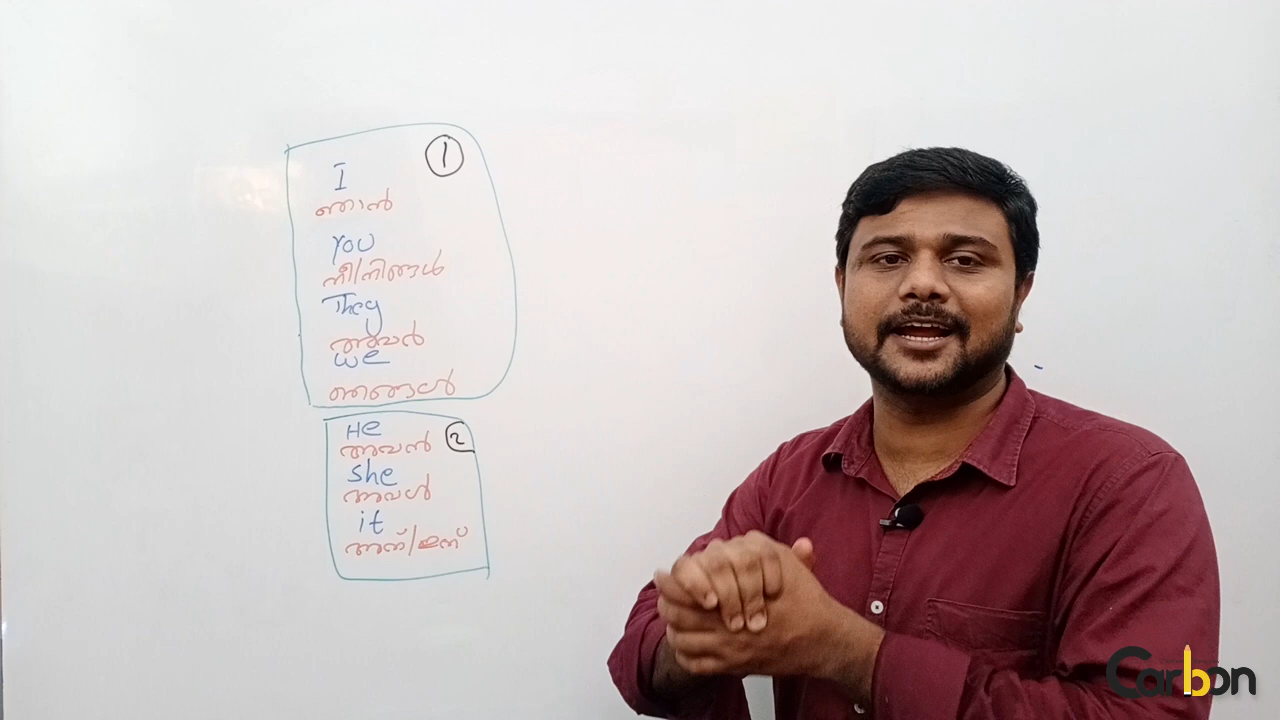 1
I
ഞാൻ
you
നീ/നിങ്ങൾ
They
അവർ
we
ഞങ്ങൾ
2
He
അവൻ
she
അവൾ
it
അത്/ഇത്
Carbon